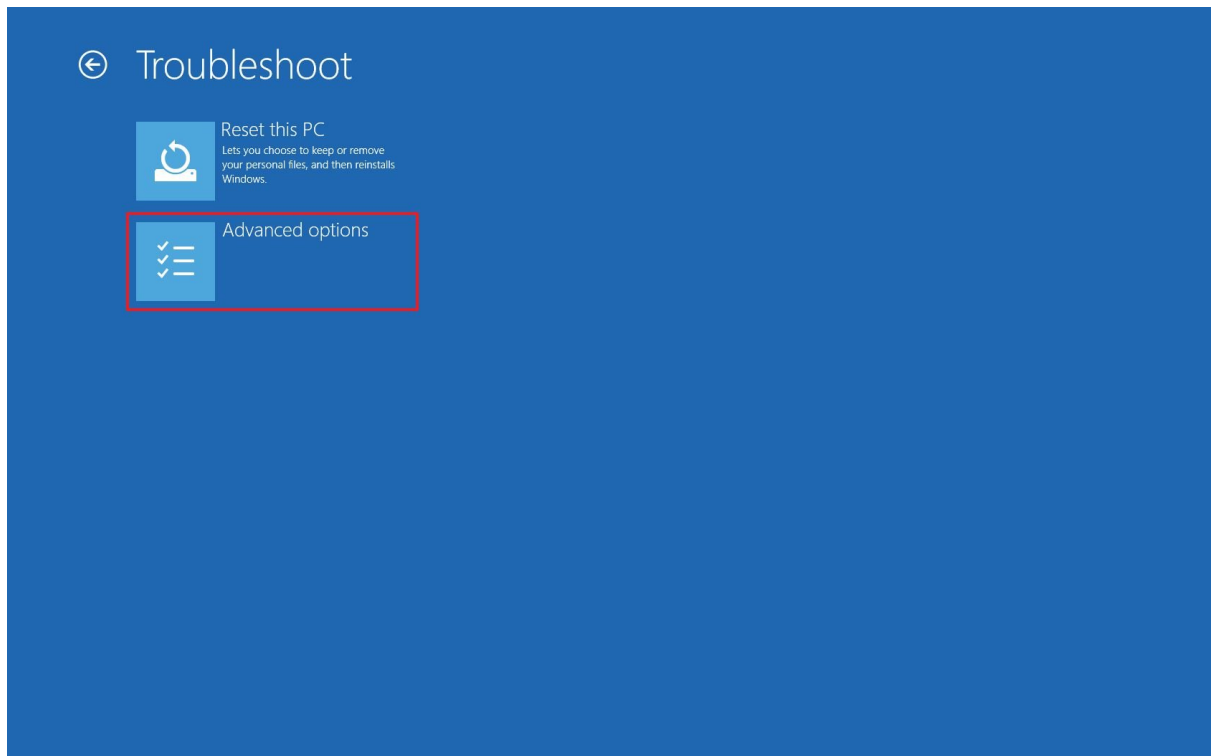 Troubleshoot
Reset this PC
Lets you choose to keep or remove
your personal files, and then reinstalls
Windows.
Advanced options